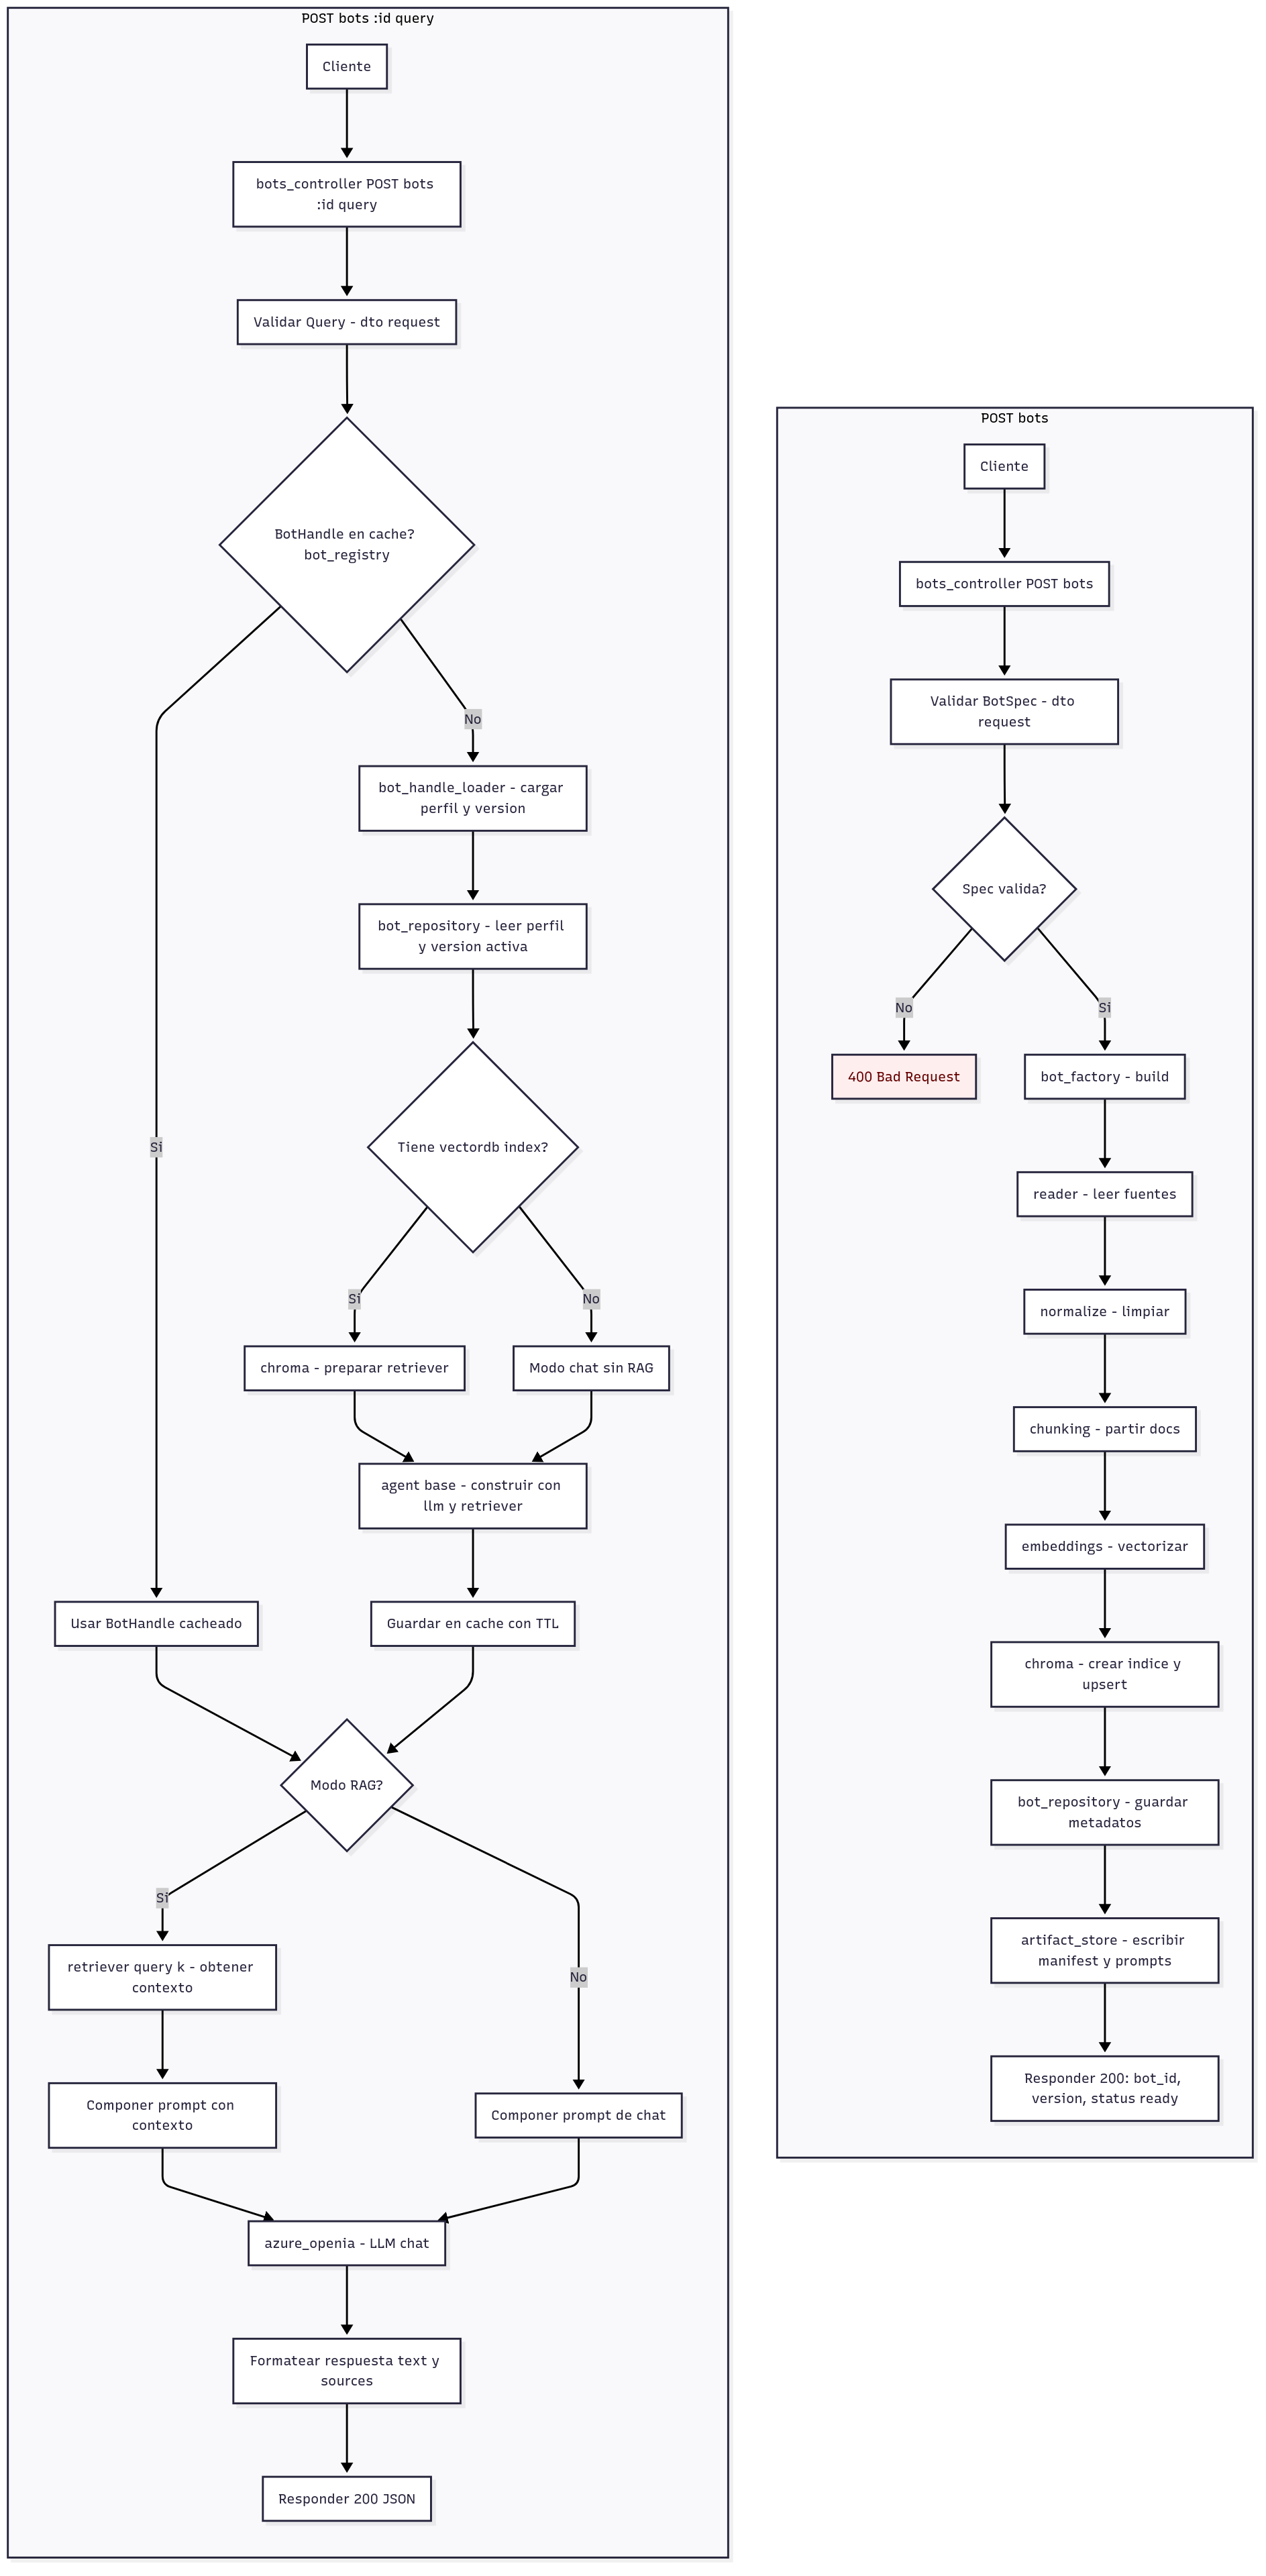 POST bots :id query
Cliente
bots_controller POST bots
:id query
Validar Query - dto request
BotHandle en cache?
bot_registry
No
bot_handle_loader - cargar
perfil y version
bot_repository - leer perfil
y version activa
Si
Tiene vectordb index?
Si
No
chroma - preparar retriever
Modo chat sin RAG
agent base - construir con
llm y retriever
Usar BotHandle cacheado
Guardar en cache con TTL
Modo RAG?
Si
retriever query k - obtener
contexto
No
Componer prompt con
contexto
Componer prompt de chat
azure_openia - LLM chat
Formatear respuesta text y
sources
Responder 200 JSON
POST bots
Cliente
bots_controller POST bots
Validar BotSpec - dto
request
Spec valida?
No
Si
400 Bad Request
bot_factory - build
reader - leer fuentes
normalize - limpiar
chunking - partir docs
embeddings - vectorizar
chroma - crear indice y
upsert
bot_repository - guardar
metadatos
artifact_store - escribir
manifest y prompts
Responder 200: bot_id,
version, status ready